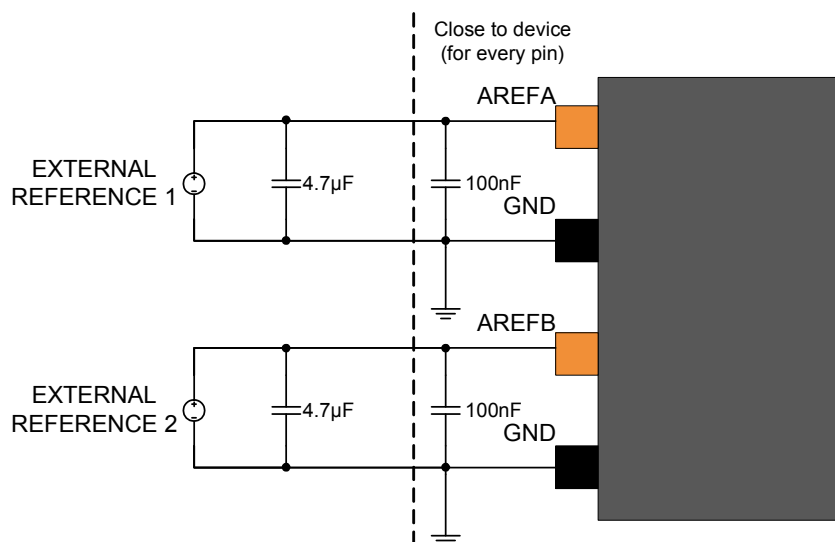 Close to device
(for every pin)
AREFA
EXTERNAL
REFERENCE 1
4.7µF
100nF
GND
AREFB
EXTERNAL
REFERENCE 2
4.7µF
100nF
GND